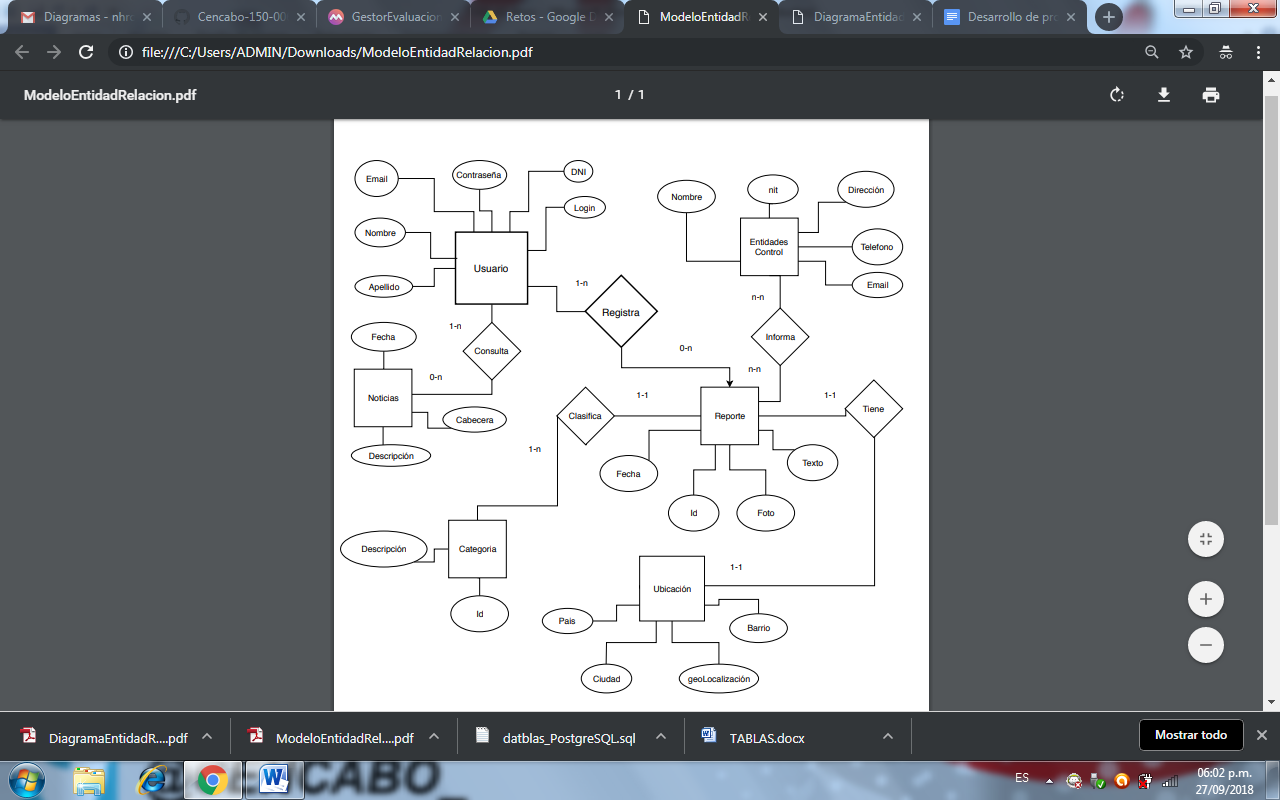 Diagramas - nhr
Cencabo-150-00
GestorEvaluacion
Retos - Google D
ModeloEntidadR
DiagramaEntidad
Desarrollo de pro
file:///C:/Users/ADMIN/Downloads/ModeloEntidadRelacion.pdf
ModeloEntidadRelacion.pdf
1 / 1
Email
Contraseña
DNI
Login
Nombre
Usuario
Apellido
1-n
Registra
Nombre
nit
Dirección
Entidades
Control
Telefono
Email
n-n
Informa
n-n
1-n
Consulta
0-n
0-n
Fecha
Noticias
Cabecera
Descripción
Clasifica
1-1
Reporte
1-1
Tiene
1-n
Fecha
Texto
Id
Foto
Descripción
Categoria
Id
Ubicación
1-1
Pais
Barrio
Ciudad
geoLocalización
DiagramaEntidadR....pdf
ModeloEntidadRel....pdf
datblas_PostgreSQL.sql
TABLAS.docx
Mostrar todo
ES
06:02 p.m.
27/09/2018